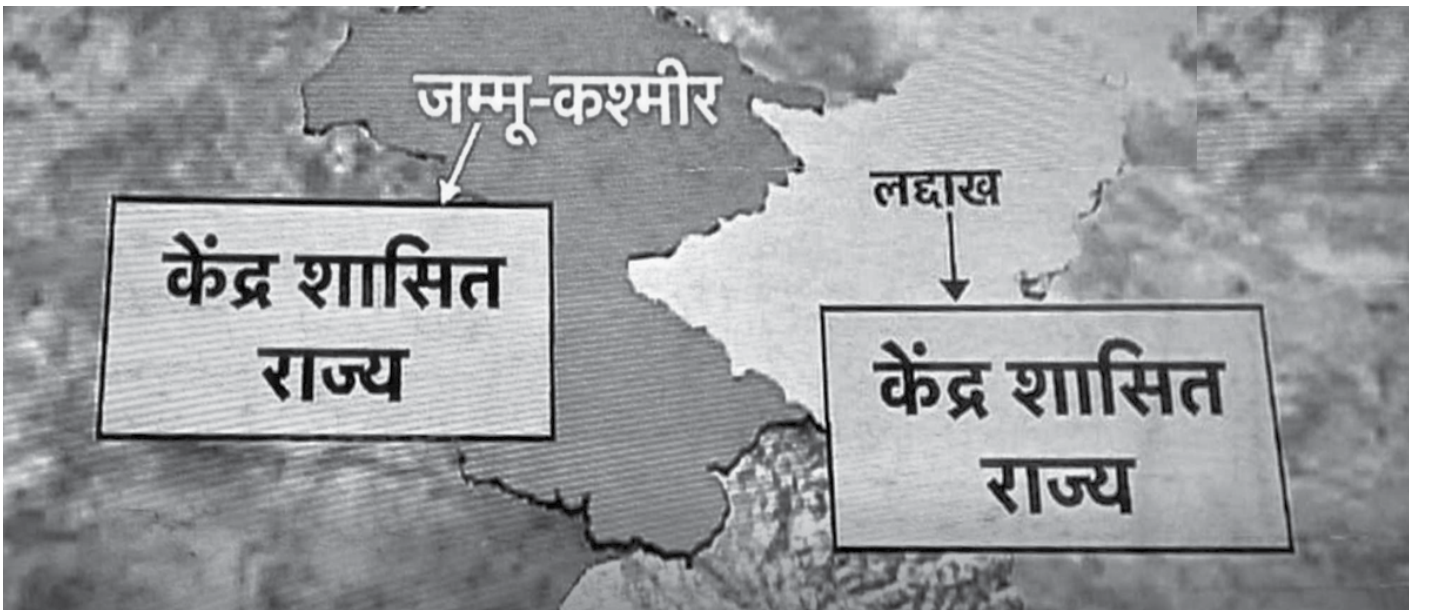 जम्मू-कश्मीर
केंद्र शासित
राज्य
लद्दाख
केंद्र शासित
राज्य